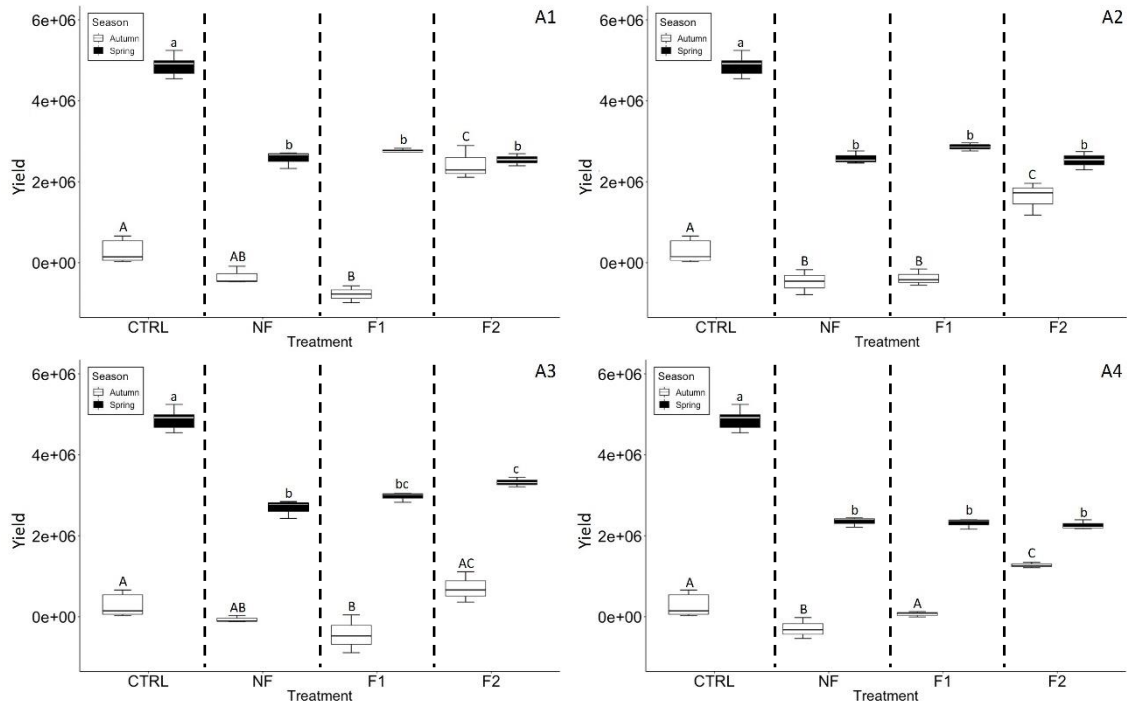 A1
6e+06
Season
Autumn
Spring
a
4e+06
b
b
C
b
2e+06
Yield
A
AB
B
0e+00
CTRL
NF
F1
F2
Treatment
A2
6e+06
Season
Autumn
Spring
a
4e+06
b
b
b
C
2e+06
Yield
A
B
B
0e+00
CTRL
NF
F1
F2
Treatment
A3
6e+06
Season
Autumn
Spring
a
4e+06
b
bc
c
2e+06
Yield
A
AB
B
AC
0e+00
CTRL
NF
F1
F2
Treatment
A4
6e+06
Season
Autumn
Spring
a
4e+06
b
b
b
2e+06
Yield
A
B
A
C
0e+00
CTRL
NF
F1
F2
Treatment